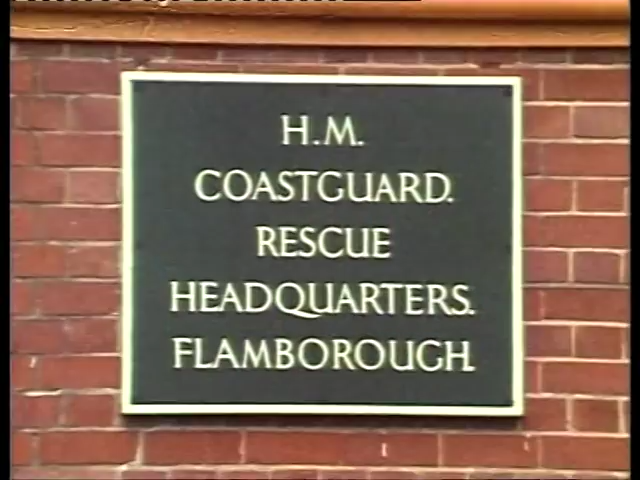 H.M.
COASTGUARD.
RESCUE
HEADQUARTERS.
FLAMBOROUGH.